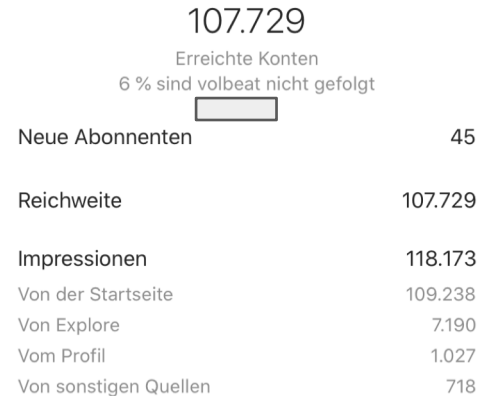 107.729
Erreichte Konten
6 % sind volbeat nicht gefolgt
Neue Abonnenten 45
Reichweite 107.729
Impressionen 118.173
Von der Startseite 109.238
Von Explore 7.190
Vom Profil 1.027
Von sonstigen Quellen 718